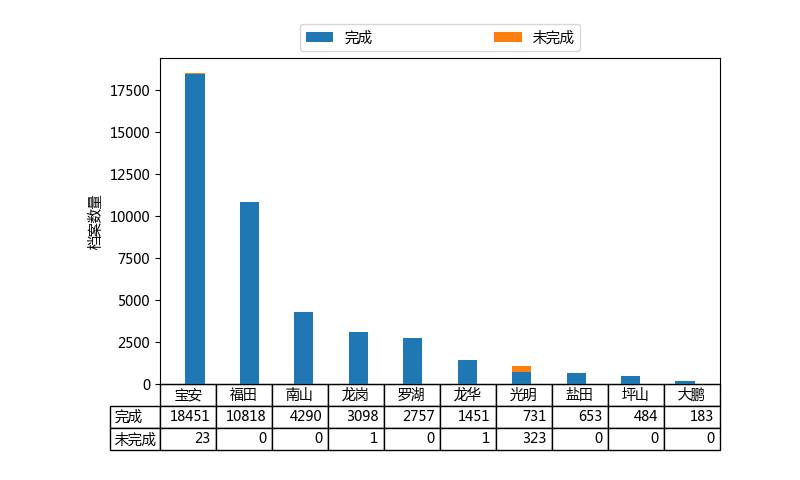 完成 未完成
17500
15000
12500
10000
7500
5000
2500
0
档案数量
宝安 福田 南山 龙岗 罗湖 龙华 光明 盐田 坪山 大鹏
完成 18451 10818 4290 3098 2757 1451 731 653 484 183
未完成 23 0 0 1 0 1 323 0 0 0